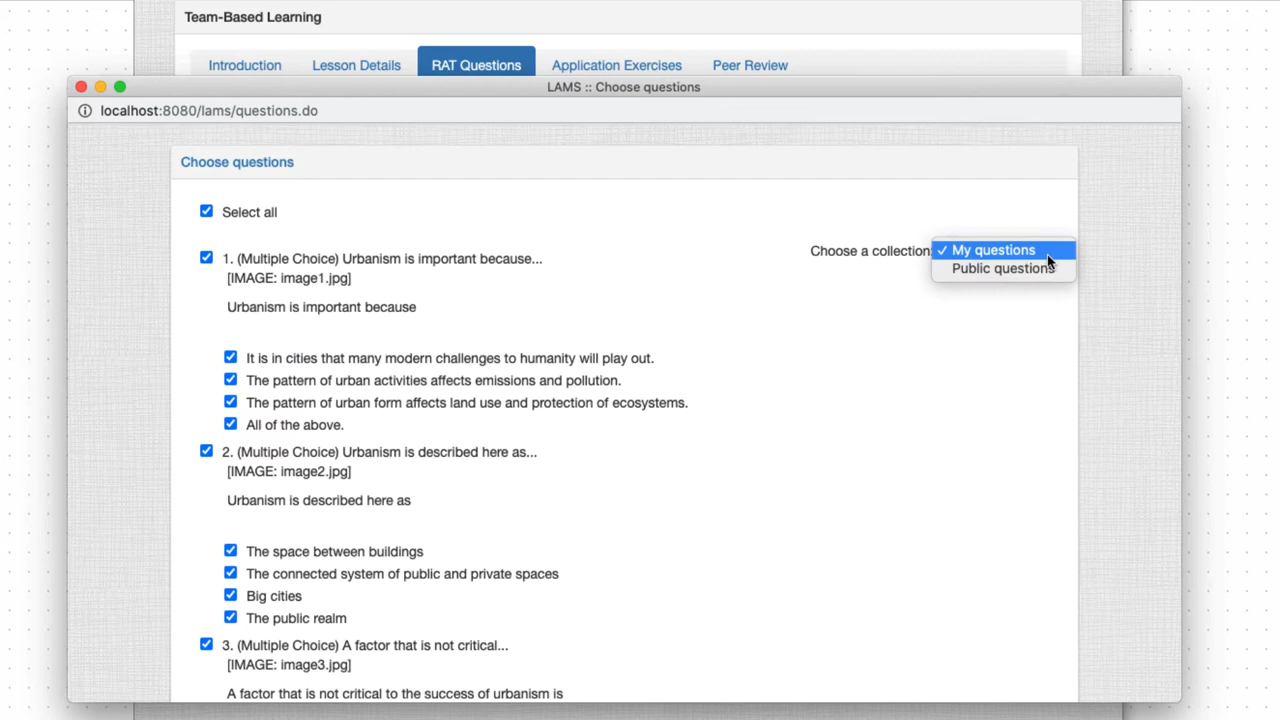 Team-Based Learning
Introduction Lesson Details RAT Questions Application Exercises Peer Review
LAMS :: Choose questions
localhost:8080/lams/questions.do
Choose questions
Select all
Choose a collection: My questions
Public questions
1. (Multiple Choice) Urbanism is important because...
[IMAGE: image1.jpg]
Urbanism is important because
It is in cities that many modern challenges to humanity will play out.
The pattern of urban activities affects emissions and pollution.
The pattern of urban form affects land use and protection of ecosystems.
All of the above.
2. (Multiple Choice) Urbanism is described here as...
[IMAGE: image2.jpg]
Urbanism is described here as
The space between buildings
The connected system of public and private spaces
Big cities
The public realm
3. (Multiple Choice) A factor that is not critical...
[IMAGE: image3.jpg]
A factor that is not critical to the success of urbanism is